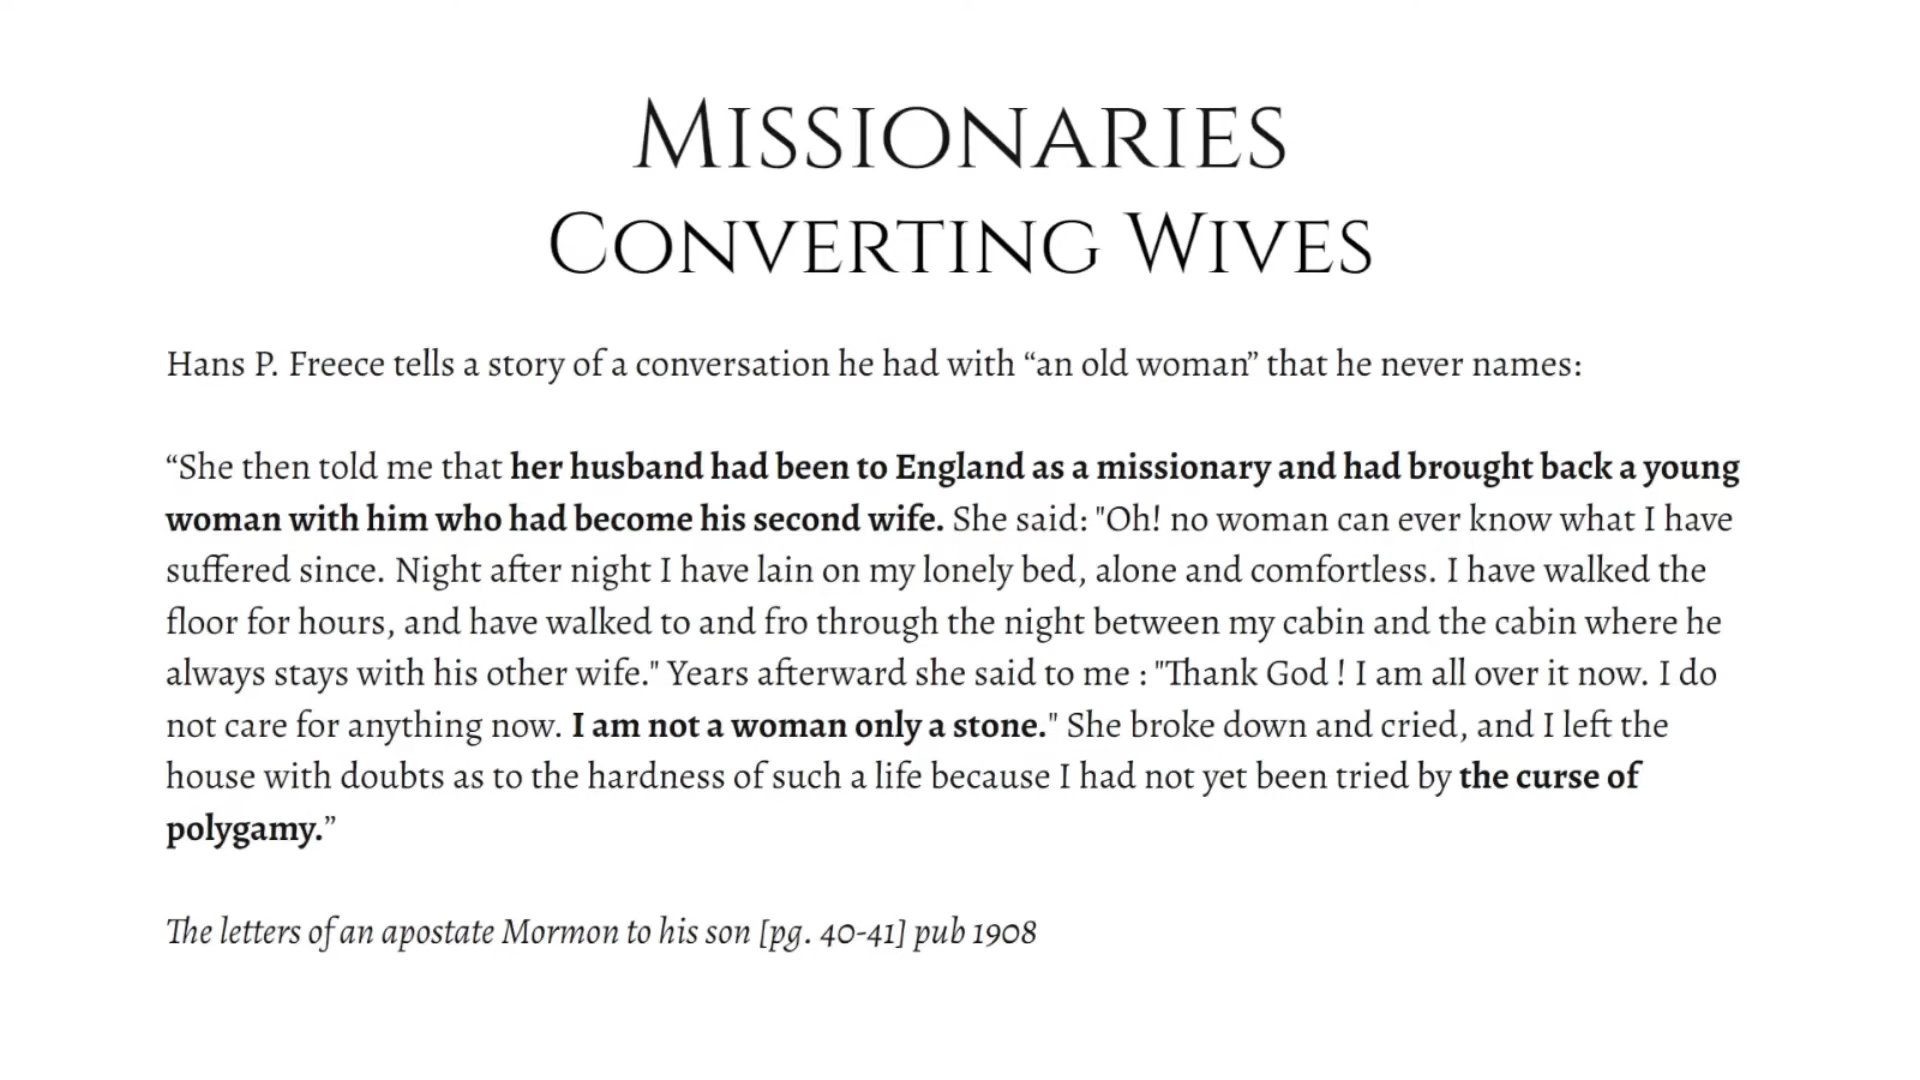 Missionaries
Converting Wives
Hans P. Freece tells a story of a conversation he had with “an old woman” that he never names:
“She then told me that her husband had been to England as a missionary and had brought back a young
woman with him who had become his second wife. She said: "Oh! no woman can ever know what I have
suffered since. Night after night I have lain on my lonely bed, alone and comfortless. I have walked the
floor for hours, and have walked to and fro through the night between my cabin and the cabin where he
always stays with his other wife." Years afterward she said to me : "Thank God ! I am all over it now. I do
not care for anything now. I am not a woman only a stone." She broke down and cried, and I left the
house with doubts as to the hardness of such a life because I had not yet been tried by the curse of
polygamy.”
The letters of an apostate Mormon to his son [pg. 40-41] pub 1908